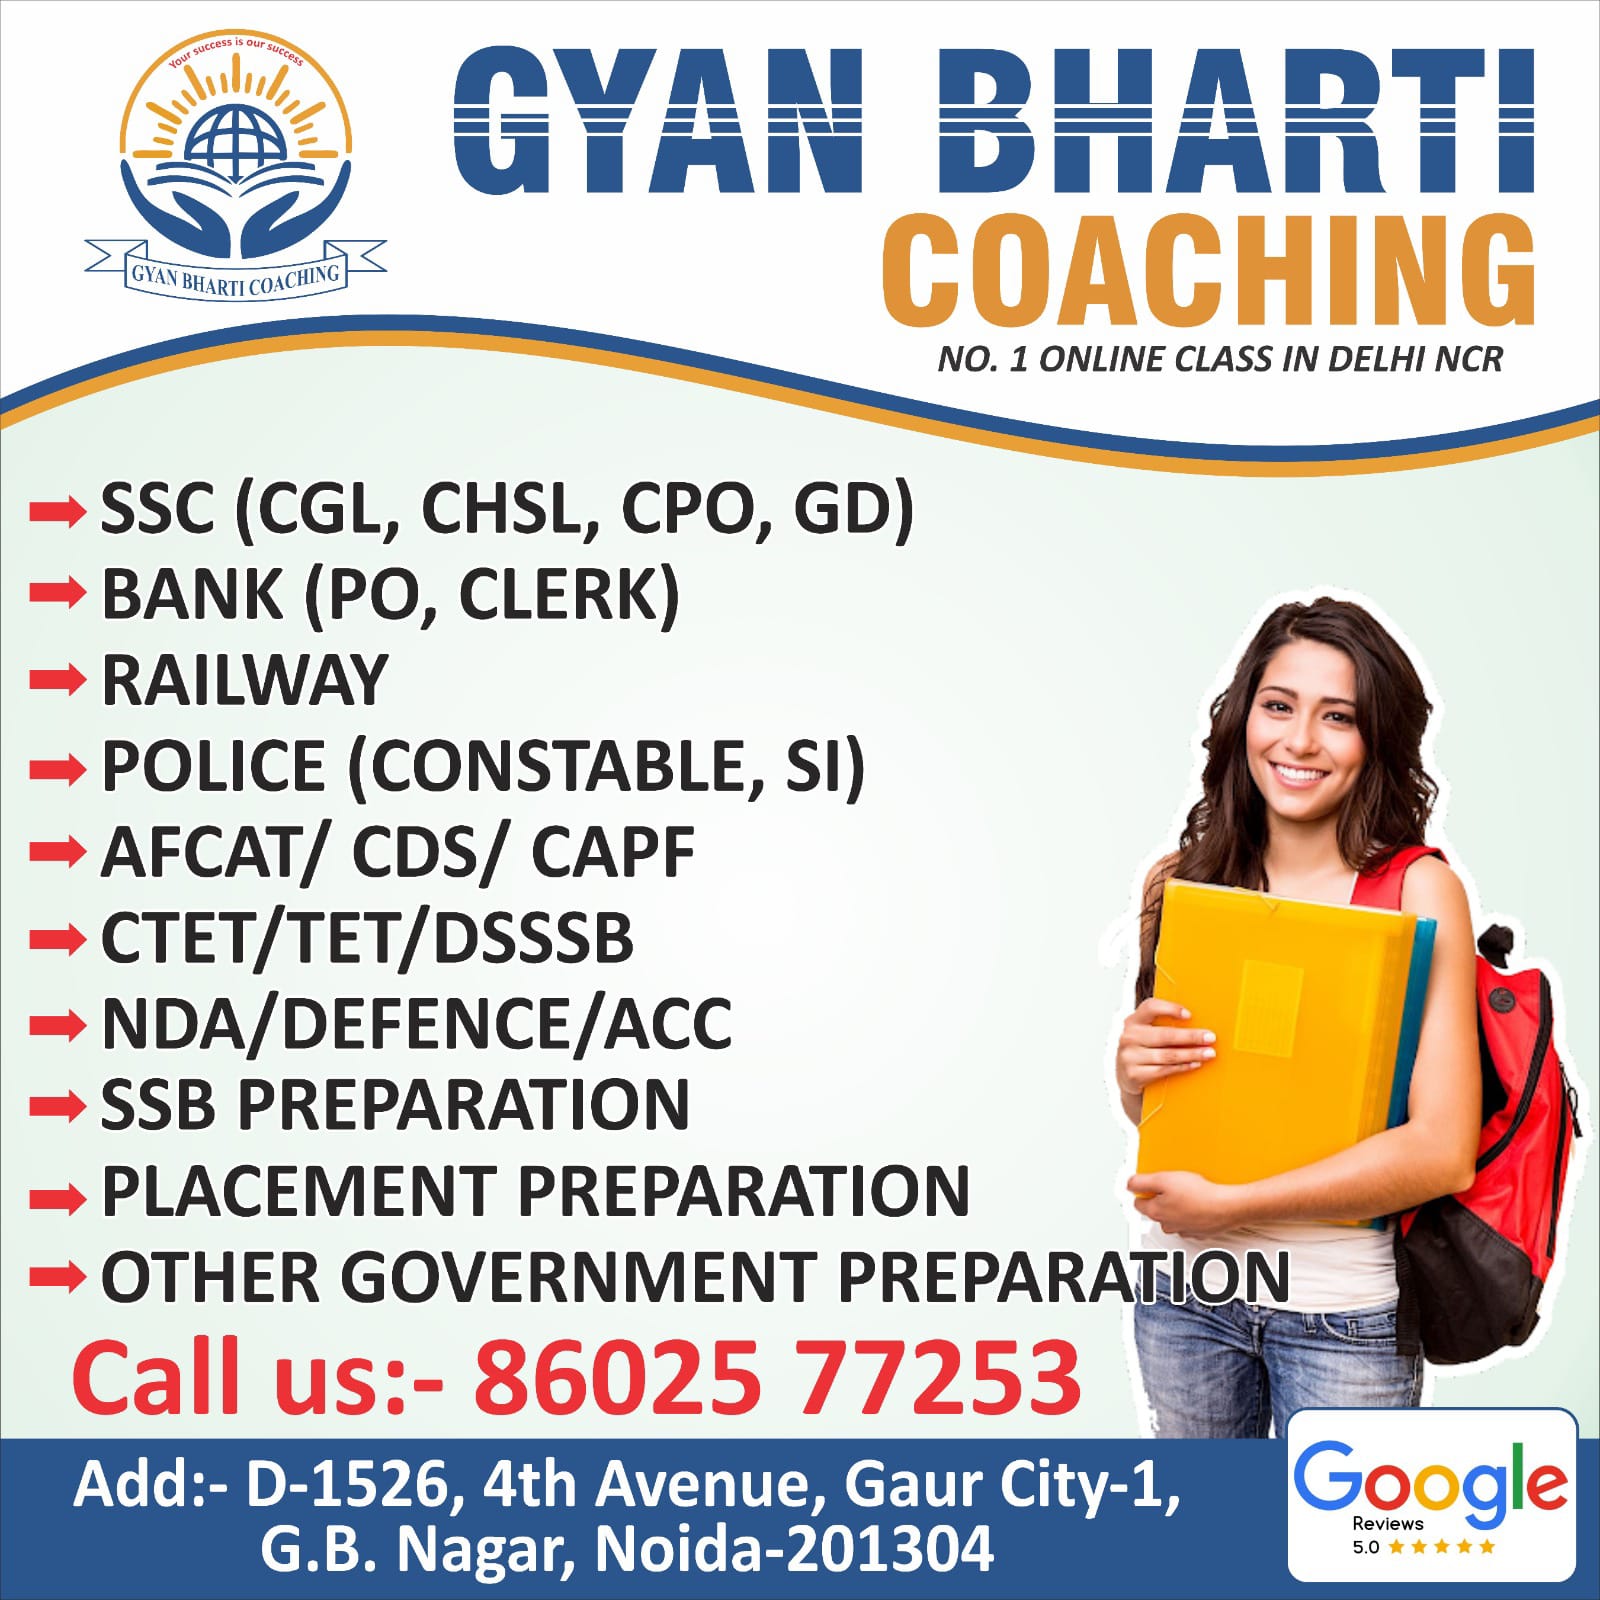 Your success is our success
GYAN BHARTI COACHING
GYAN BHARTI
COACHING
NO. 1 ONLINE CLASS IN DELHI NCR
SSC (CGL, CHSL, CPO, GD)
BANK (PO, CLERK)
RAILWAY
POLICE (CONSTABLE, SI)
AFCAT/ CDS/ CAPF
CTET/TET/DSSSB
NDA/DEFENCE/ACC
SSB PREPARATION
PLACEMENT PREPARATION
OTHER GOVERNMENT PREPARATION
Call us:- 86025 77253
Add:- D-1526, 4th Avenue, Gaur City-1,
G.B. Nagar, Noida-201304
Google
Reviews
5.0 ★★★★★